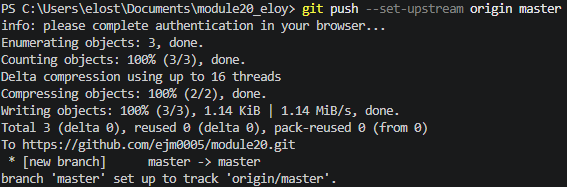 PS C:\Users\elost\Documents\module20_eloy> git push --set-upstream origin master
info: please complete authentication in your browser...
Enumerating objects: 3, done.
Counting objects: 100% (3/3), done.
Delta compression using up to 16 threads
Compressing objects: 100% (2/2), done.
Writing objects: 100% (3/3), 1.14 KiB | 1.14 MiB/s, done.
Total 3 (delta 0), reused 0 (delta 0), pack-reused 0 (from 0)
To https://github.com/ejm0005/module20.git
 * [new branch]      master -> master
branch 'master' set up to track 'origin/master'.